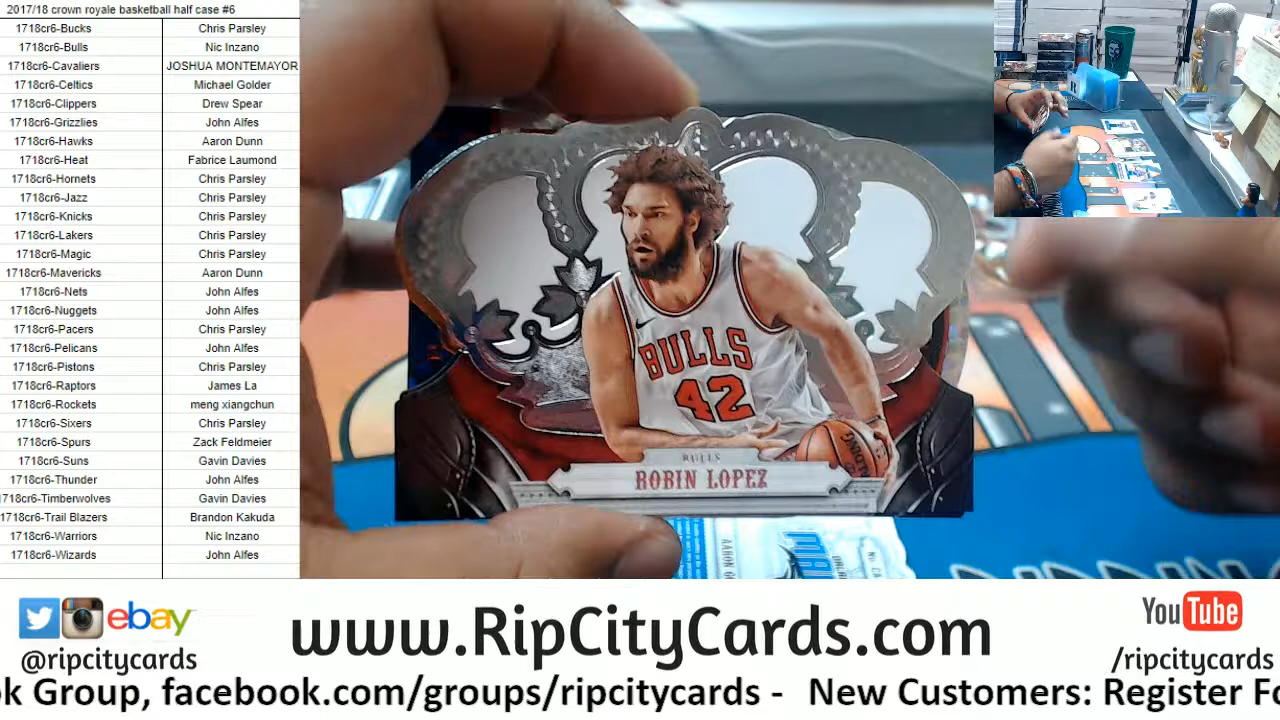 2017/18 crown royale basketball half case #6
1718cr6-Bucks Chris Parsley
1718cr6-Bulls Nic Inzano
1718cr6-Cavaliers JOSHUA MONTEMAYOR
1718cr6-Celtics Michael Golder
1718cr6-Clippers Drew Spear
1718cr6-Grizzlies John Alfes
1718cr6-Hawks Aaron Dunn
1718cr6-Heat Fabrice Laumond
1718cr6-Hornets Chris Parsley
1718cr6-Jazz Chris Parsley
1718cr6-Knicks Chris Parsley
1718cr6-Lakers Chris Parsley
1718cr6-Magic Chris Parsley
1718cr6-Mavericks Aaron Dunn
1718cr6-Nets John Alfes
1718cr6-Nuggets John Alfes
1718cr6-Pacers Chris Parsley
1718cr6-Pelicans John Alfes
1718cr6-Pistons Chris Parsley
1718cr6-Raptors James La
1718cr6-Rockets meng xiangchun
1718cr6-Sixers Chris Parsley
1718cr6-Spurs Zack Feldmeier
1718cr6-Suns Gavin Davies
1718cr6-Thunder John Alfes
1718cr6-Timberwolves Gavin Davies
1718cr6-Trail Blazers Brandon Kakuda
1718cr6-Warriors Nic Inzano
1718cr6-Wizards John Alfes
BULLS
42
SPALDING
BULLS
ROBIN LOPEZ
ebay
@ripcitycards
www.RipCityCards.com
YouTube
/ripcitycards
ok Group, facebook.com/groups/ripcitycards - New Customers: Register Fo